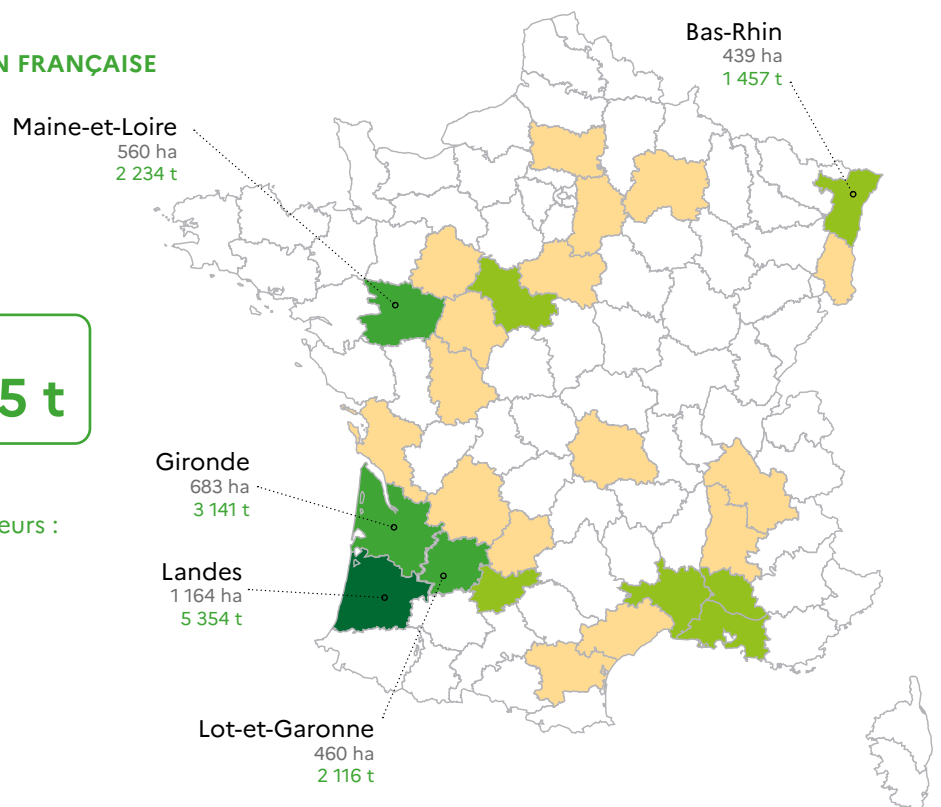 N FRANÇAISE
Bas-Rhin
439 ha
1 457 t
Maine-et-Loire
560 ha
2 234 t
5 t
Gironde
683 ha
3 141 t
eurs :
Landes
1 164 ha
5 354 t
Lot-et-Garonne
460 ha
2 116 t